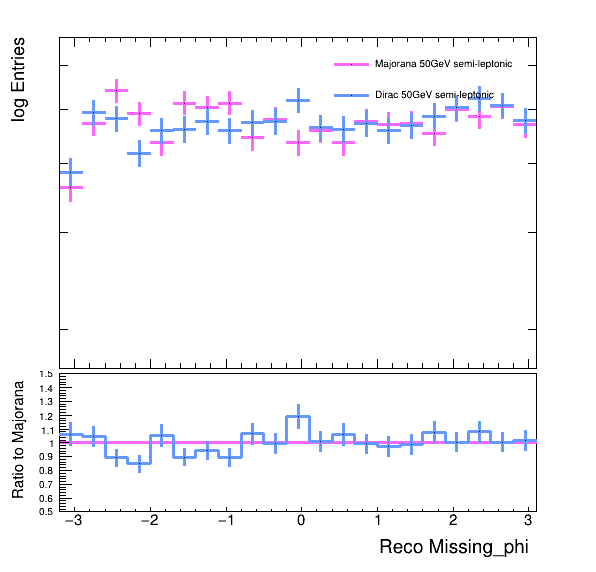 log Entries
Majorana 50GeV semi-leptonic
Dirac 50GeV semi-leptonic
Ratio to Majorana
1.5
1.4
1.3
1.2
1.1
1
0.9
0.8
0.7
0.6
0.5
−3 −2 −1 0 1 2 3
Reco Missing_phi